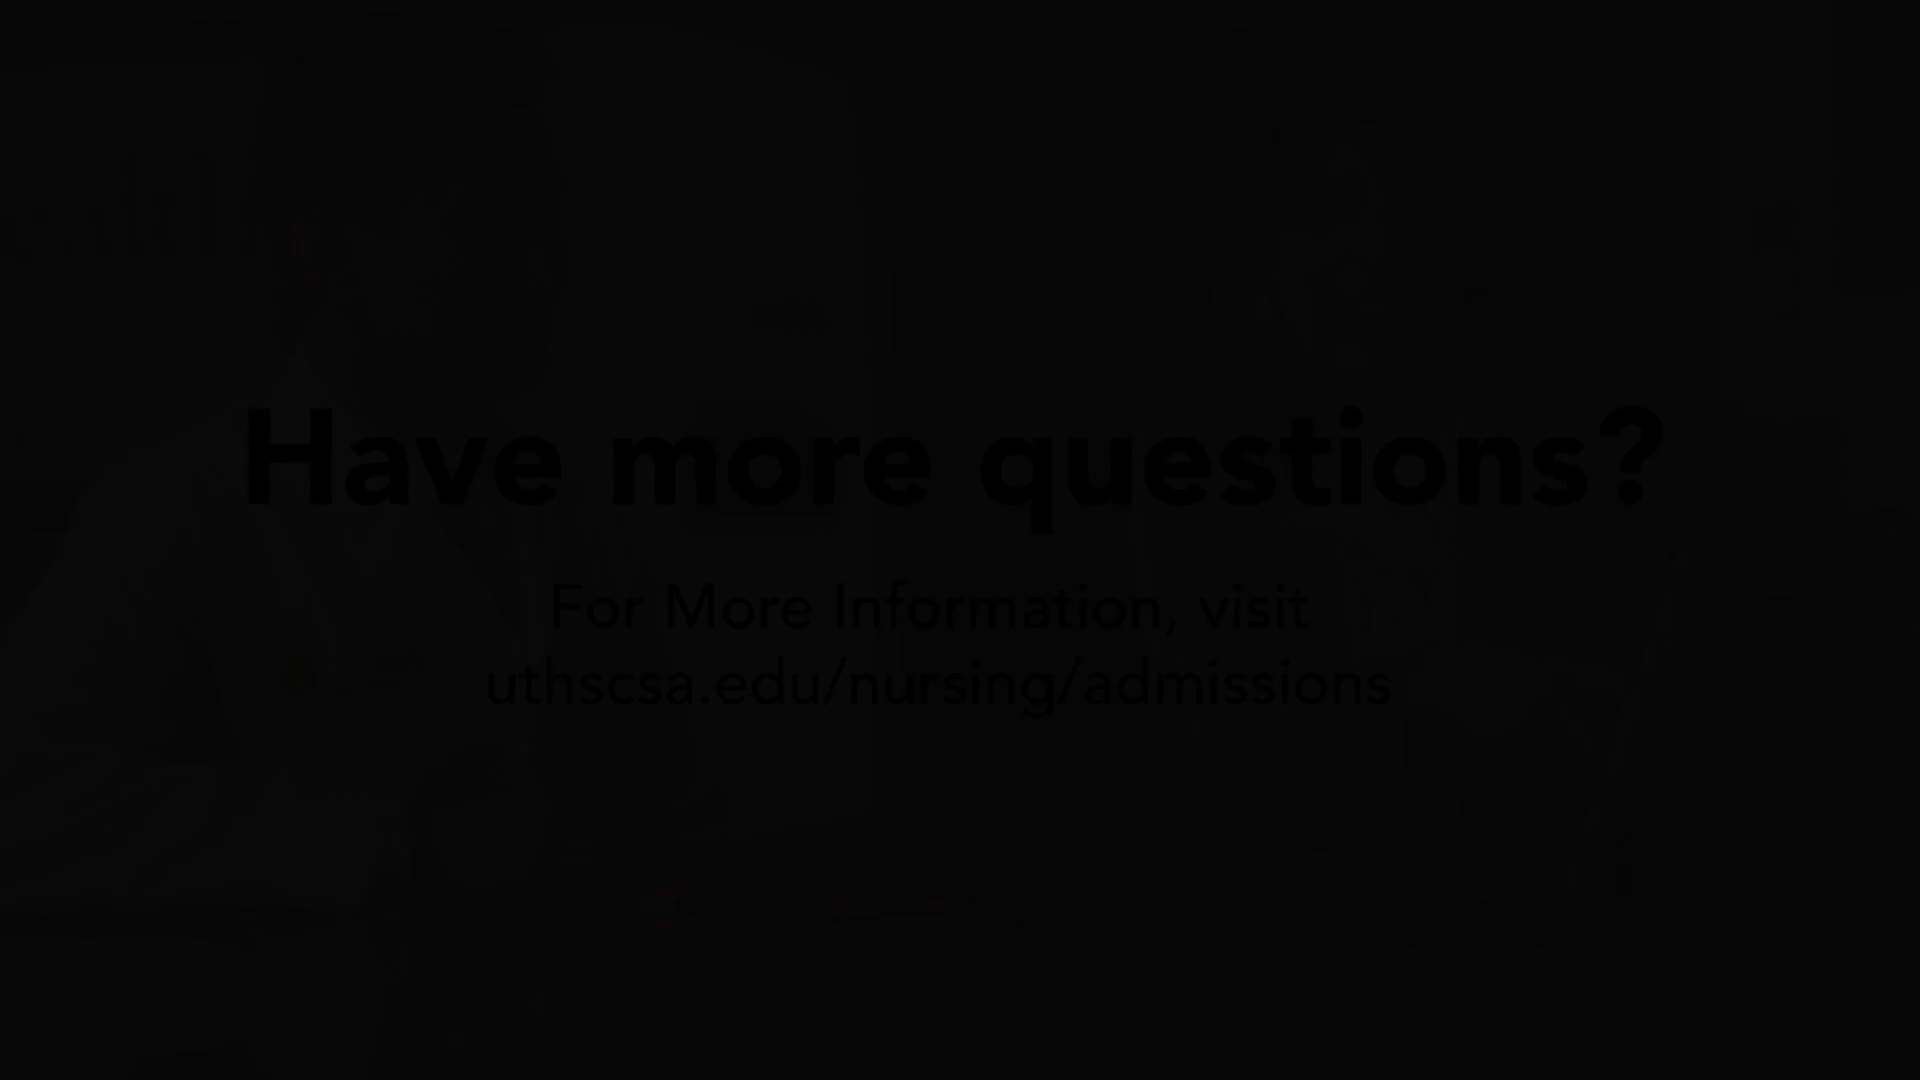 Have more questions?
For More Information, visit
uthscsa.edu/nursing/admissions